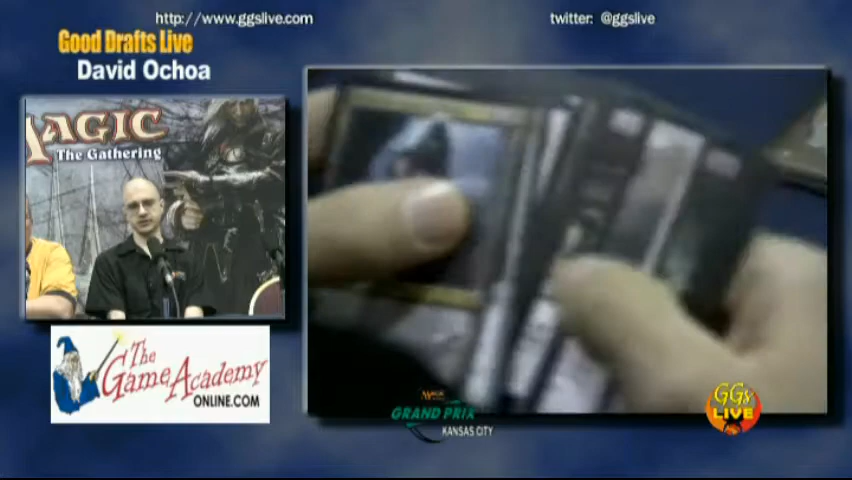 http://www.ggslive.com
twitter: @ggslive
Good Drafts Live
David Ochoa
MAGIC
The Gathering
The
Game Academy
ONLINE.COM
MAGIC
GRAND PRIX
KANSAS CITY
GGs
LIVE